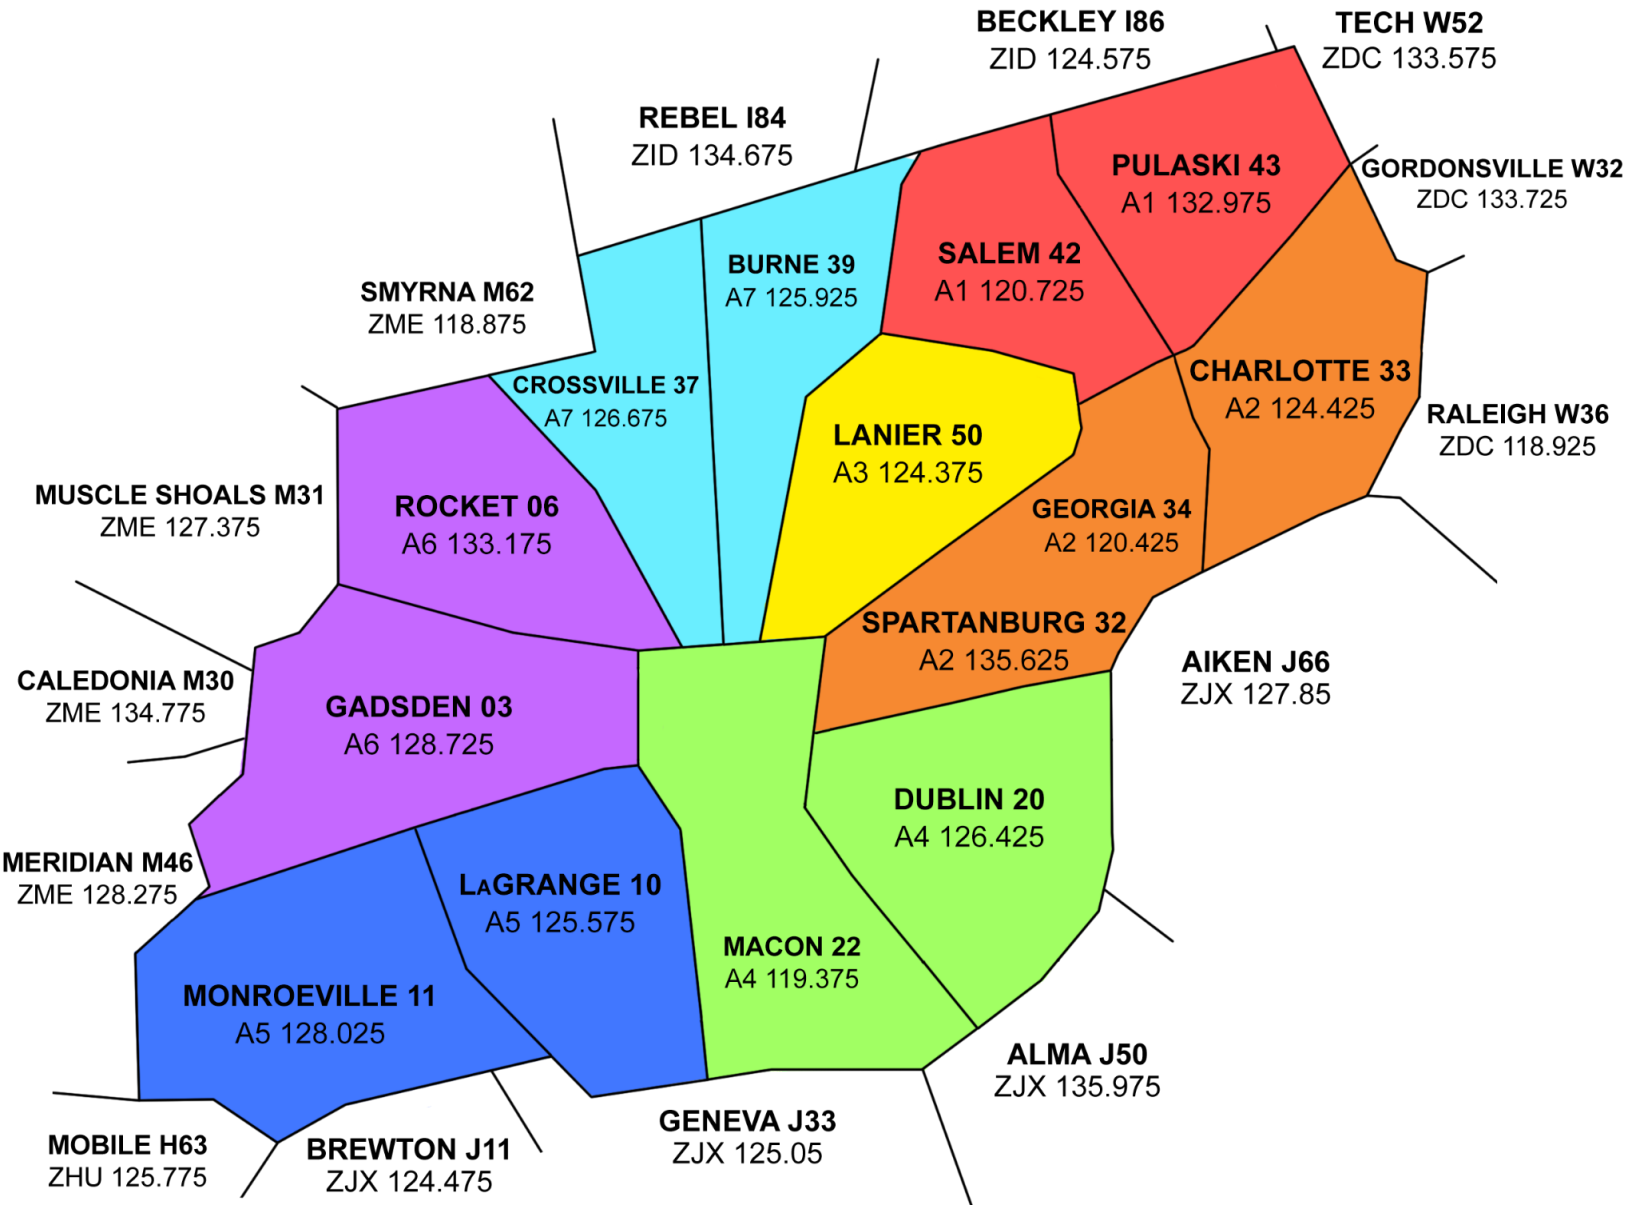 BECKLEY I86
ZID 124.575
TECH W52
ZDC 133.575
REBEL I84
ZID 134.675
PULASKI 43
A1 132.975
GORDONSVILLE W32
ZDC 133.725
SALEM 42
A1 120.725
BURNE 39
A7 125.925
SMYRNA M62
ZME 118.875
CROSSVILLE 37
A7 126.675
CHARLOTTE 33
A2 124.425
RALEIGH W36
ZDC 118.925
LANIER 50
A3 124.375
MUSCLE SHOALS M31
ZME 127.375
ROCKET 06
A6 133.175
GEORGIA 34
A2 120.425
SPARTANBURG 32
A2 135.625
AIKEN J66
ZJX 127.85
CALEDONIA M30
ZME 134.775
GADSDEN 03
A6 128.725
DUBLIN 20
A4 126.425
MERIDIAN M46
ZME 128.275
LAGRANGE 10
A5 125.575
MACON 22
A4 119.375
MONROEVILLE 11
A5 128.025
ALMA J50
ZJX 135.975
GENEVA J33
ZJX 125.05
MOBILE H63
ZHU 125.775
BREWTON J11
ZJX 124.475